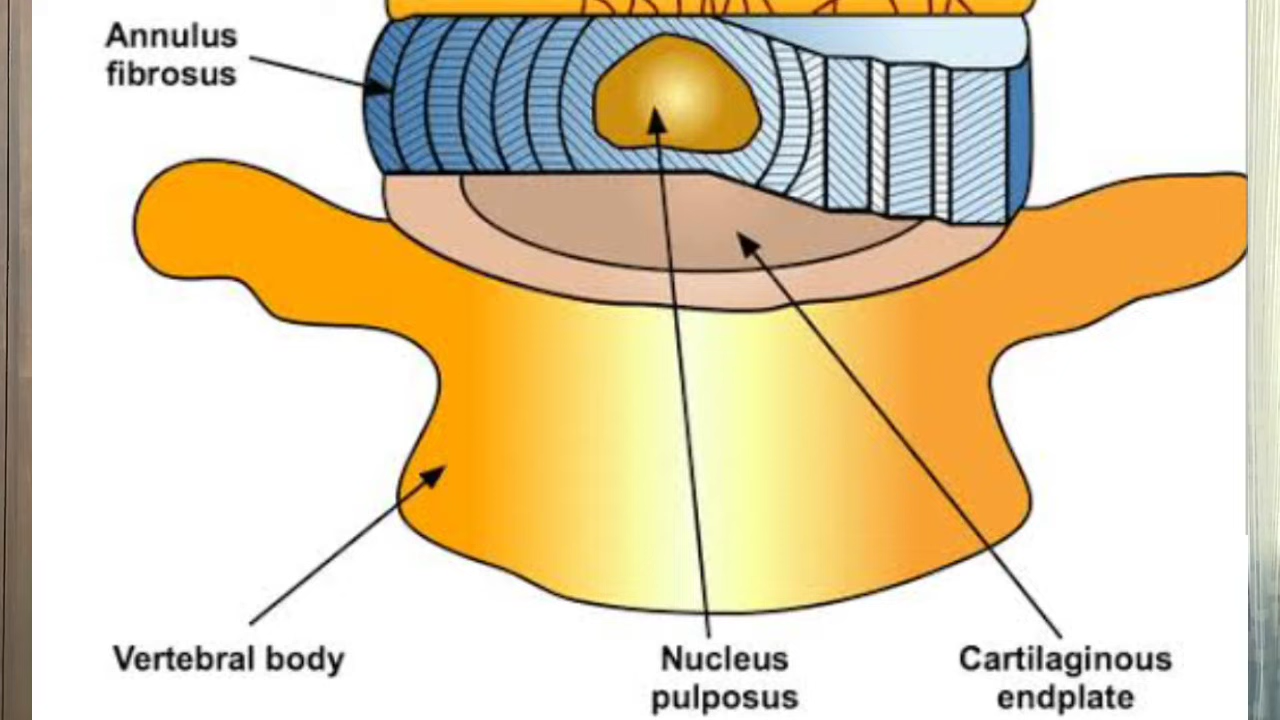 Annulus
fibrosus
Vertebral body
Nucleus
pulposus
Cartilaginous
endplate